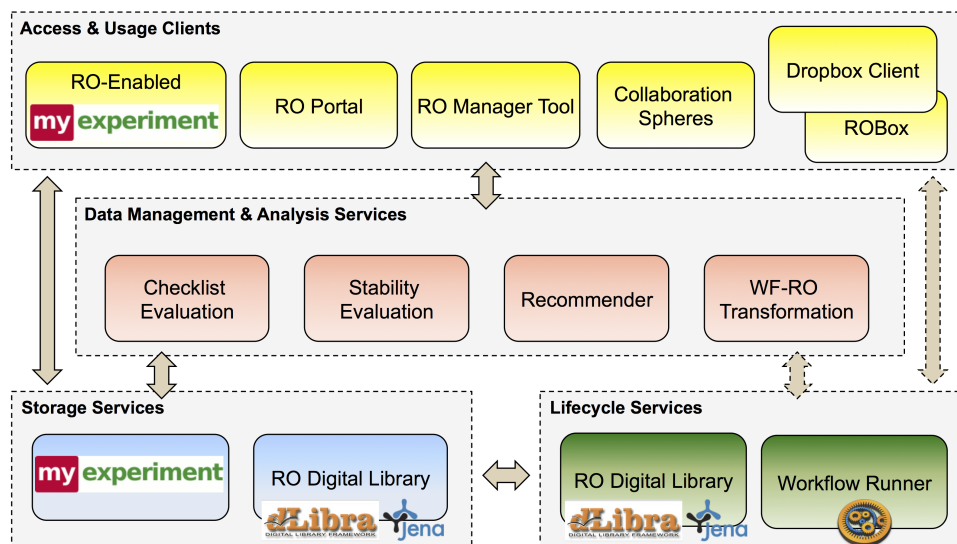 Access & Usage Clients
RO-Enabled
my experiment
RO Portal
RO Manager Tool
Collaboration
Spheres
Dropbox Client
ROBox
Data Management & Analysis Services
Checklist
Evaluation
Stability
Evaluation
Recommender
WF-RO
Transformation
Storage Services
my experiment
RO Digital Library
dLibra
DIGITAL LIBRARY FRAMEWORK
jena
Lifecycle Services
RO Digital Library
dLibra
DIGITAL LIBRARY FRAMEWORK
jena
Workflow Runner